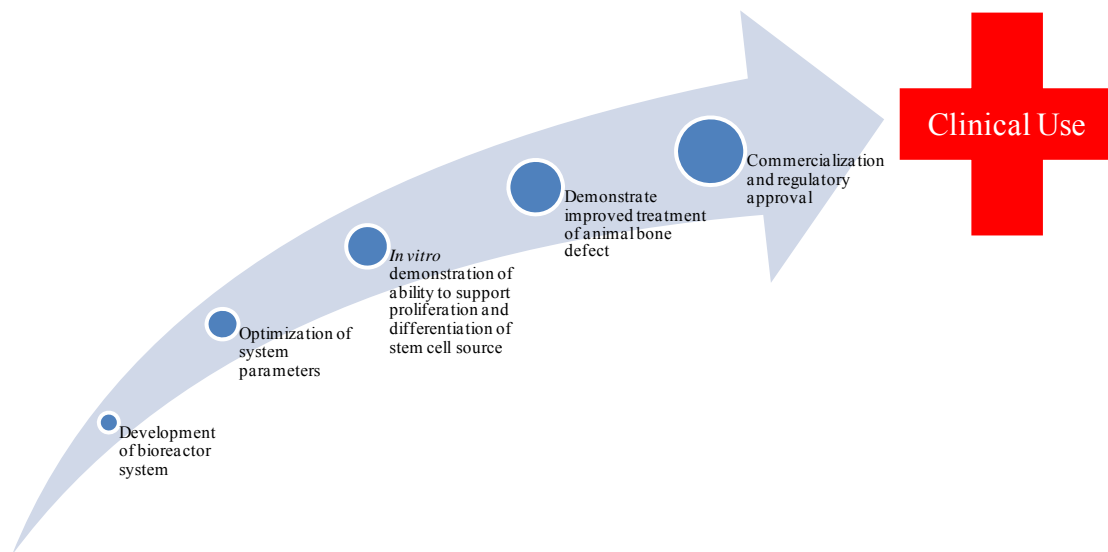 Development
of bioreactor
system
Optimization of
system
parameters
In vitro
demonstration of
ability to support
proliferation and
differentiation of
stem cell source
Demonstrate
improved treatment
of animal bone
defect
Commercialization
and regulatory
approval
Clinical Use